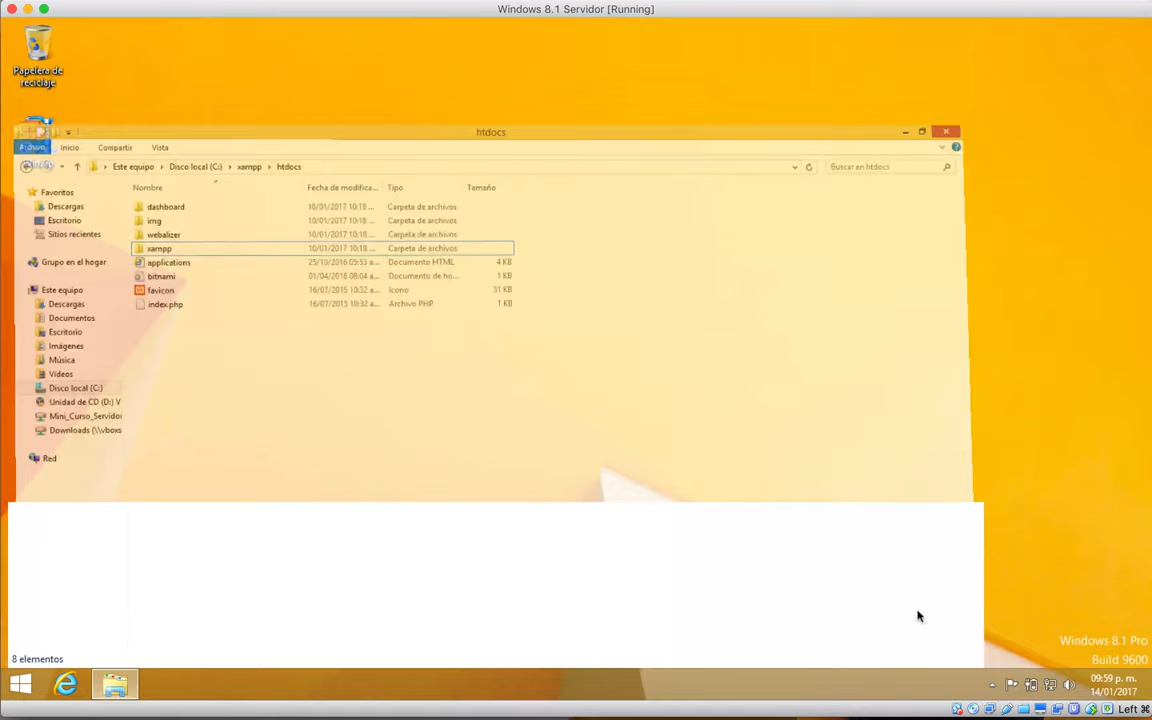 Windows 8.1 Servidor [Running]
Papelera de
reciclaje
htdocs
Archivo Inicio Compartir Vista
Este equipo Disco local (C:) xampp htdocs Buscar en htdocs
Nombre Fecha de modifica... Tipo Tamaño
Favoritos
Descargas
Escritorio
Sitios recientes
Grupo en el hogar
Este equipo
Descargas
Documentos
Escritorio
Imágenes
Música
Vídeos
Disco local (C:)
Unidad de CD (D:) V
Mini_Curso_Servidor
Downloads (\\vboxs
Red
dashboard 10/01/2017 10:18 ... Carpeta de archivos
img 10/01/2017 10:18 ... Carpeta de archivos
webalizer 10/01/2017 10:18 ... Carpeta de archivos
xampp 10/01/2017 10:18 ... Carpeta de archivos
applications 25/10/2016 05:53 a... Documento HTML 4 KB
bitnami 01/04/2016 08:04 a... Documento de ho... 1 KB
favicon 16/07/2015 10:32 a... Icono 31 KB
index.php 16/07/2015 10:32 a... Archivo PHP 1 KB
8 elementos
Windows 8.1 Pro
Build 9600
09:59 p. m.
14/01/2017
Left ⌘